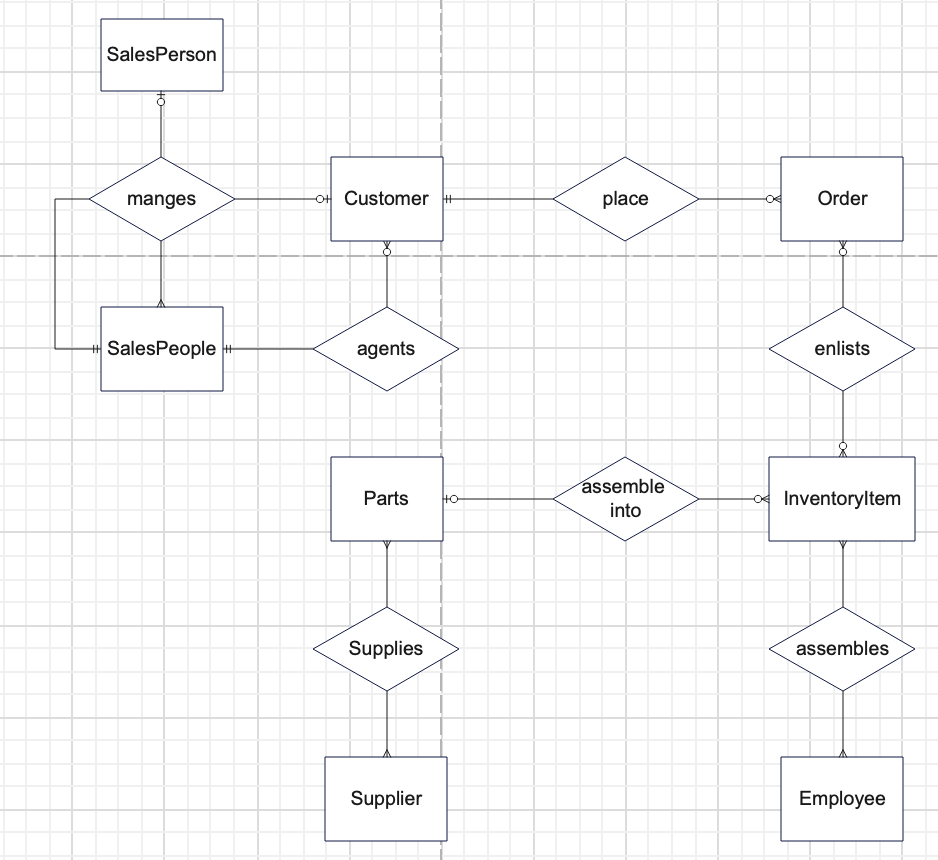 SalesPerson
manges
Customer
place
Order
SalesPeople
agents
enlists
Parts
assemble
into
InventoryItem
Supplies
assembles
Supplier
Employee